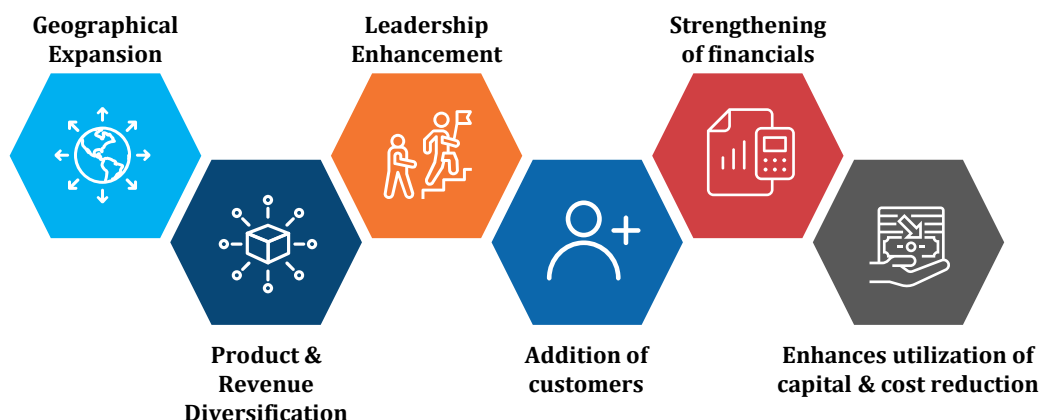 Geographical
Expansion
Leadership
Enhancement
Strengthening
of financials
Product &
Revenue
Diversification
Addition of
customers
Enhances utilization of
capital & cost reduction